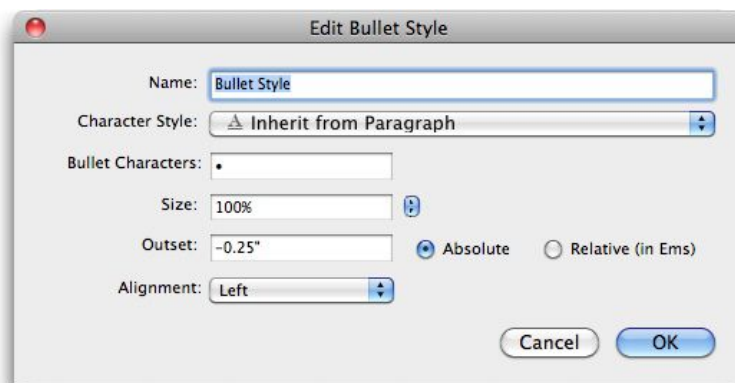 Edit Bullet Style
Name: Bullet Style
Character Style: A Inherit from Paragraph
Bullet Characters: •
Size: 100%
Outset: -0.25" Absolute Relative (in Ems)
Alignment: Left
Cancel OK